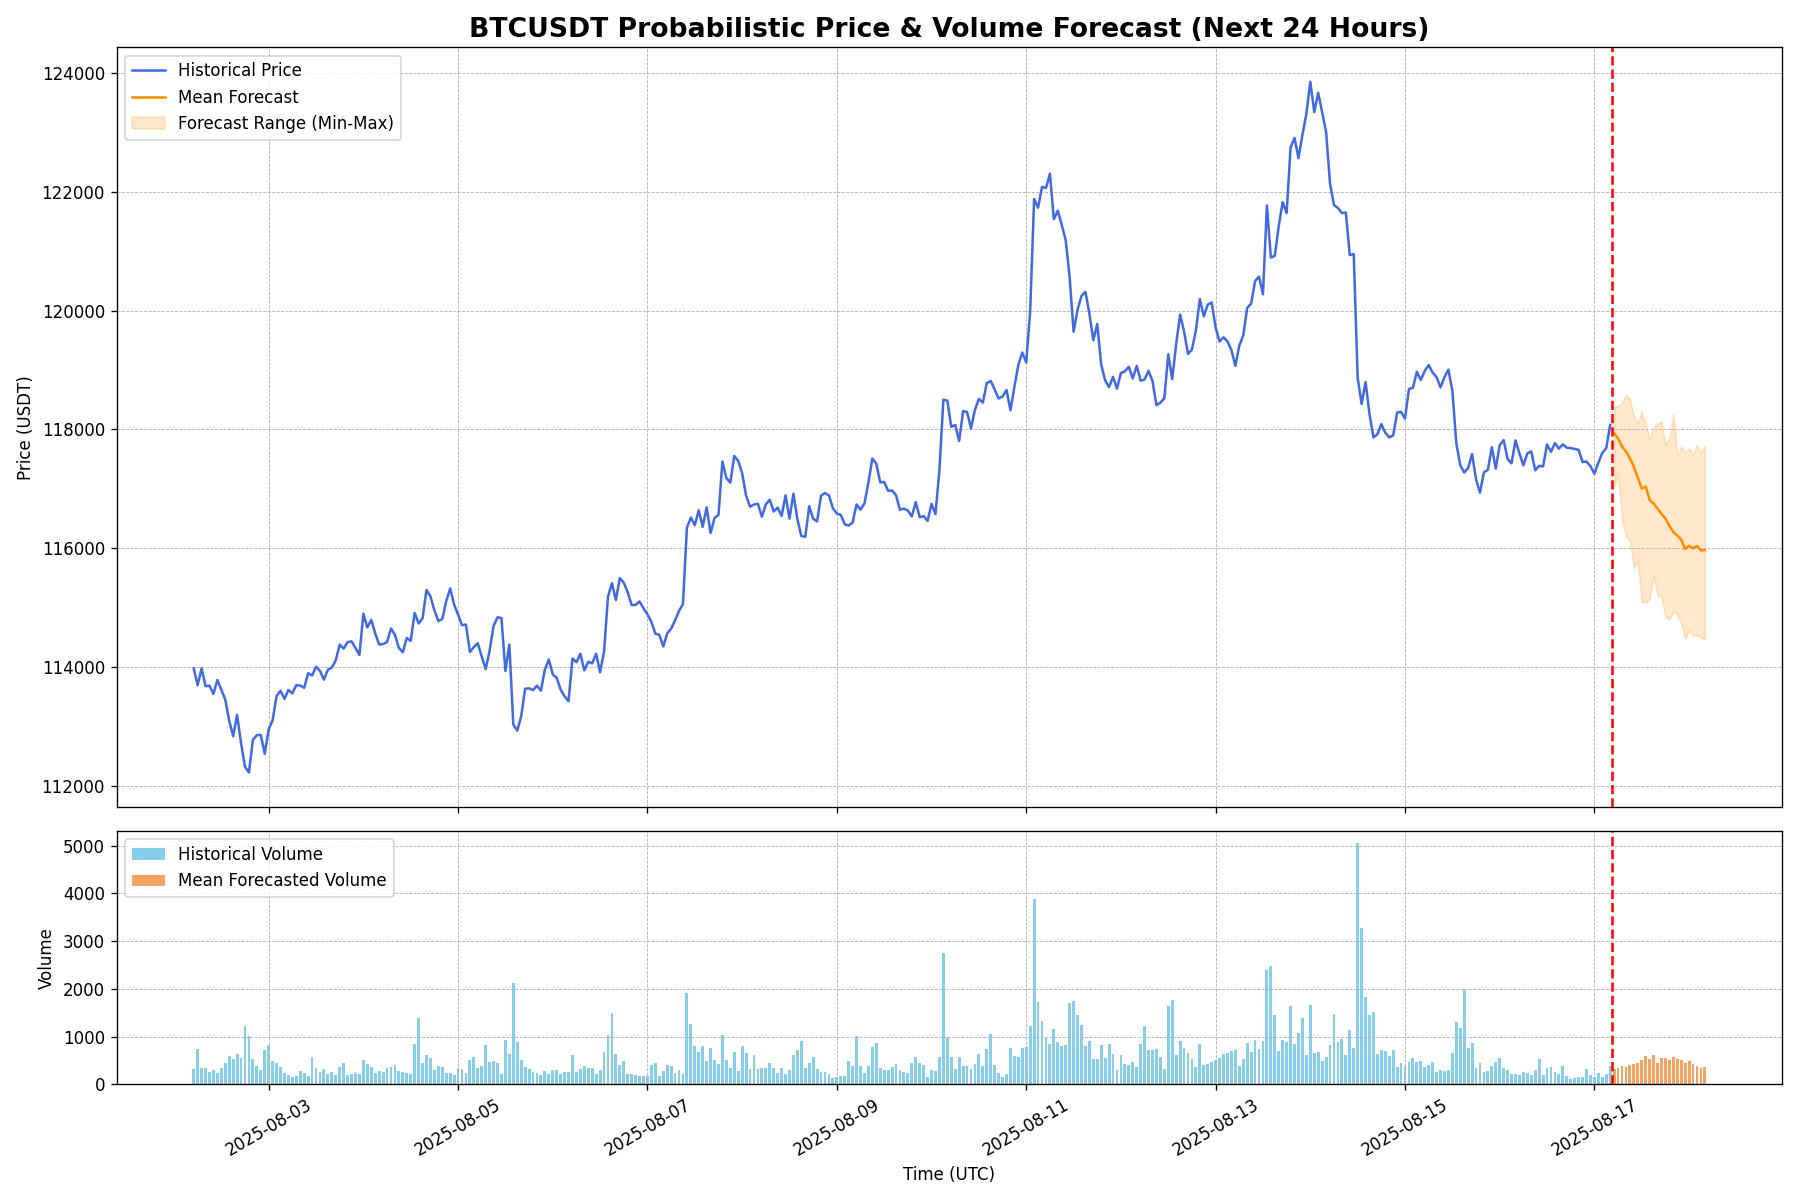 BTCUSDT Probabilistic Price & Volume Forecast (Next 24 Hours)
Historical Price
Mean Forecast
Forecast Range (Min-Max)
Price (USDT)
124000
122000
120000
118000
116000
114000
112000
Historical Volume
Mean Forecasted Volume
Volume
5000
4000
3000
2000
1000
0
2025-08-03
2025-08-05
2025-08-07
2025-08-09
2025-08-11
2025-08-13
2025-08-15
2025-08-17
Time (UTC)